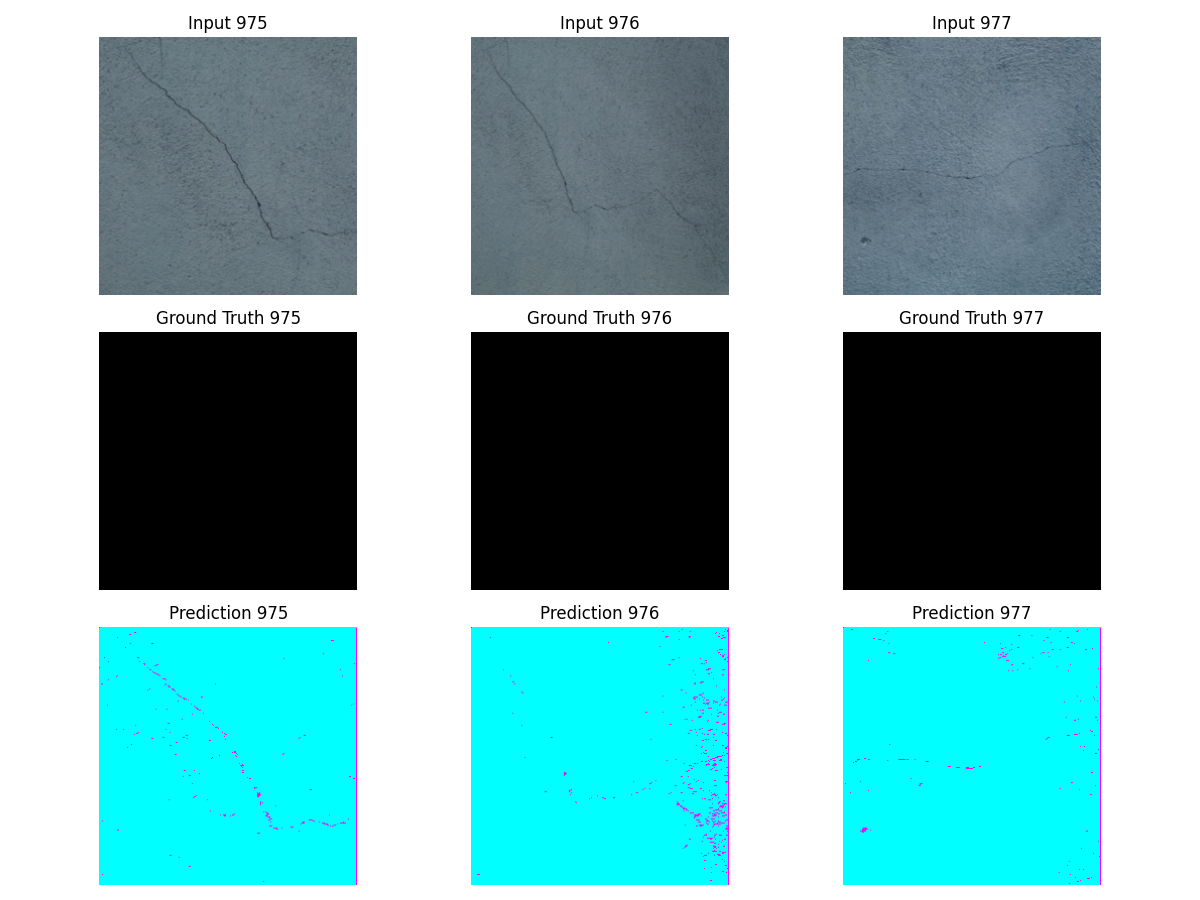 Input 975
Input 976
Input 977
Ground Truth 975
Ground Truth 976
Ground Truth 977
Prediction 975
Prediction 976
Prediction 977